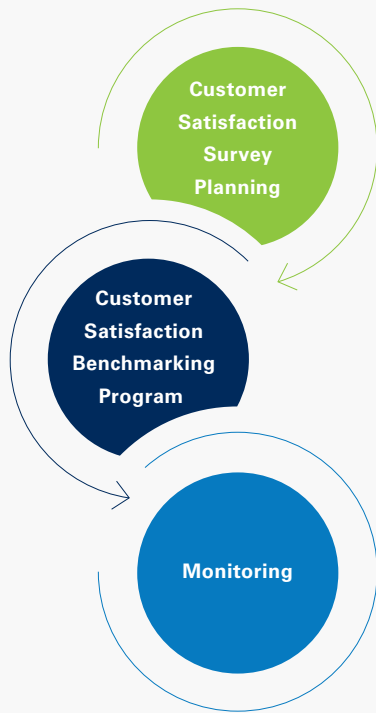 Customer
Satisfaction
Survey
Planning
Customer
Satisfaction
Benchmarking
Program
Monitoring